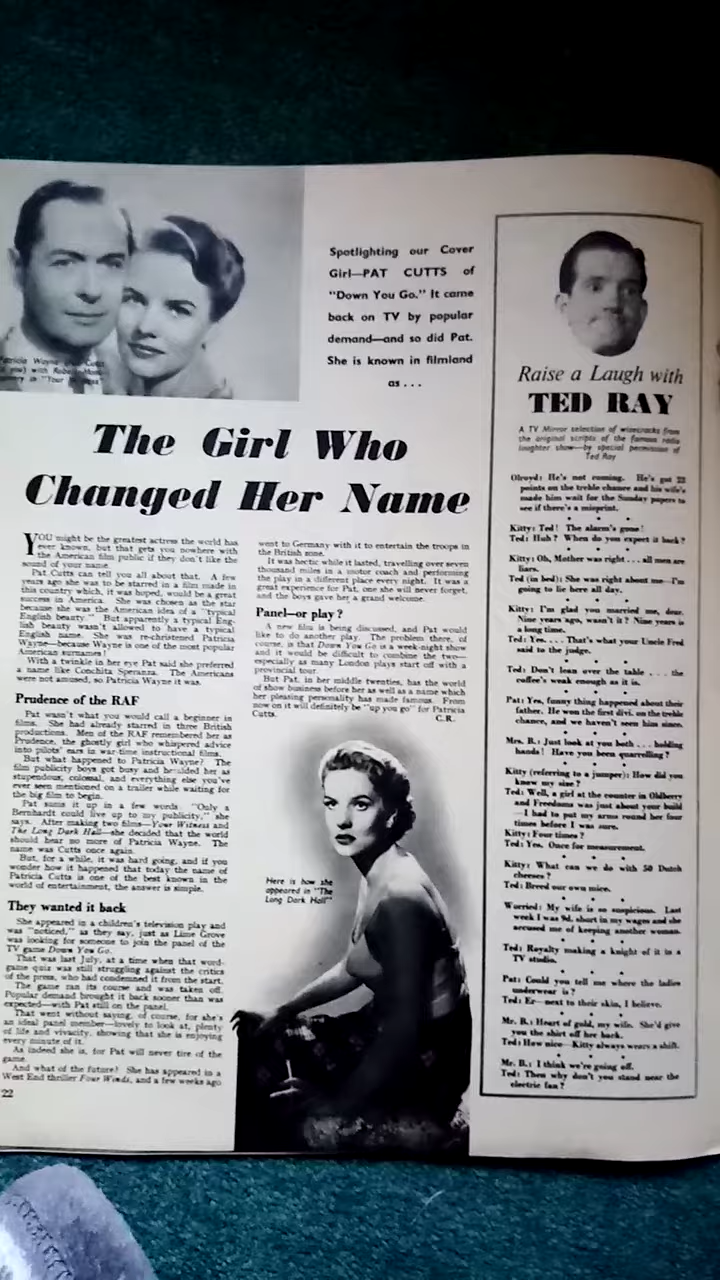 Spotlighting our Cover
Girl—PAT CUTTS of
"Down You Go." It came
back on TV by popular
demand—and so did Pat.
She is known in filmland
as . . .
Patricia Wayne
you) with
in "Your Witness"
The Girl Who
Changed Her Name
YOU might be the greatest actress the world has
ever known, but that gets you nowhere with
the American film public if they don't like the
sound of your name.
Pat Cutts can tell you all about that. A few
years ago she was to be starred in a film made in
this country which, it was hoped, would be a great
success in America. She was chosen as the star
because she was the American idea of a "typical
English beauty." But apparently a typical Eng-
lish beauty wasn't allowed to have a typical
English name. She was re-christened Patricia
Wayne—because Wayne is one of the most popular
American surnames!
With a twinkle in her eye Pat said she preferred
a name like Conchita Speranza. The Americans
were not amused, so Patricia Wayne it was.
Prudence of the RAF
Pat wasn't what you would call a beginner in
films. She had already starred in three British
productions. Men of the RAF remembered her as
Prudence, the ghostly girl who whispered advice
into pilots' ears in war-time instructional films.
But what happened to Patricia Wayne? The
film publicity boys got busy and heralded her as
stupendous, colossal, and everything else you've
ever seen mentioned on a trailer while waiting for
the big film to begin.
Pat sums it up in a few words. "Only a
Bernhardt could live up to my publicity," she
says. After making two films—Your Witness and
The Long Dark Hall—she decided that the world
should hear no more of Patricia Wayne. The
name was Cutts once again.
But, for a while, it was hard going, and if you
wonder how it happened that today the name of
Patricia Cutts is one of the best known in the
world of entertainment, the answer is simple.
They wanted it back
She appeared in a children's television play and
was "noticed," as they say, just as Lime Grove
was looking for someone to join the panel of the
TV game Down You Go.
That was last July, at a time when that word-
game quiz was still struggling against the critics
of the press, who had condemned it from the start.
The game ran its course and was taken off.
Popular demand brought it back sooner than was
expected—with Pat still on the panel.
That went without saying, of course, for she's
an ideal panel member—lovely to look at, plenty
of life and vivacity, showing that she is enjoying
every minute of it.
As indeed she is, for Pat will never tire of the
game.
And what of the future? She has appeared in a
West End thriller Four Winds, and a few weeks ago
22
went to Germany with it to entertain the troops in
the British zone.
It was hectic while it lasted, travelling over seven
thousand miles in a motor coach and performing
the play in a different place every night. It was a
great experience for Pat, one she will never forget,
and the boys gave her a grand welcome.
Panel—or play?
A new film is being discussed, and Pat would
like to do another play. The problem there, of
course, is that Down You Go is a week-night show
and it would be difficult to combine the two—
especially as many London plays start off with a
provincial tour.
But Pat, in her middle twenties, has the world
of show business before her as well as a name which
her pleasing personality has made famous. From
now on it will definitely be "up you go" for Patricia
Cutts.
C.R.
Here is how she
appeared in "The
Long Dark Hall"
Raise a Laugh with
TED RAY
A TV Mirror selection of wisecracks from
the original scripts of the famous radio
laughter show—by special permission of
Ted Ray
Olroyd: He's not coming. He's got 22
points on the treble chance and his wife's
made him wait for the Sunday papers to
see if there's a misprint.
Kitty: Ted! The alarm's gone!
Ted: Huh? When do you expect it back?
Kitty: Oh, Mother was right . . . all men are
liars.
Ted (in bed): She was right about me—I'm
going to lie here all day.
Kitty: I'm glad you married me, dear.
Nine years ago, wasn't it? Nine years is
a long time.
Ted: Yes. . . . That's what your Uncle Fred
said to the judge.
Ted: Don't lean over the table . . . the
coffee's weak enough as it is.
Pat: Yes, funny thing happened about their
father. He won the first divi. on the treble
chance, and we haven't seen him since.
Mrs. B.: Just look at you both . . . holding
hands! Have you been quarrelling?
Kitty (referring to a jumper): How did you
know my size?
Ted: Well, a girl at the counter in Oldberry
and Freedoms was just about your build
—I had to put my arms round her four
times before I was sure.
Kitty: Four times?
Ted: Yes. Once for measurement.
Kitty: What can we do with 50 Dutch
cheeses?
Ted: Breed our own mice.
Worried: My wife is so suspicious. Last
week I was 9d. short in my wages and she
accused me of keeping another woman.
Ted: Royalty making a knight of it in a
TV studio.
Pat: Could you tell me where the ladies
underwear is?
Ted: Er—next to their skin, I believe.
Mr. B.: Heart of gold, my wife. She'd give
you the shirt off her back.
Ted: How nice—Kitty always wears a shift.
Mr. B.: I think we're going off.
Ted: Then why don't you stand near the
electric fan?